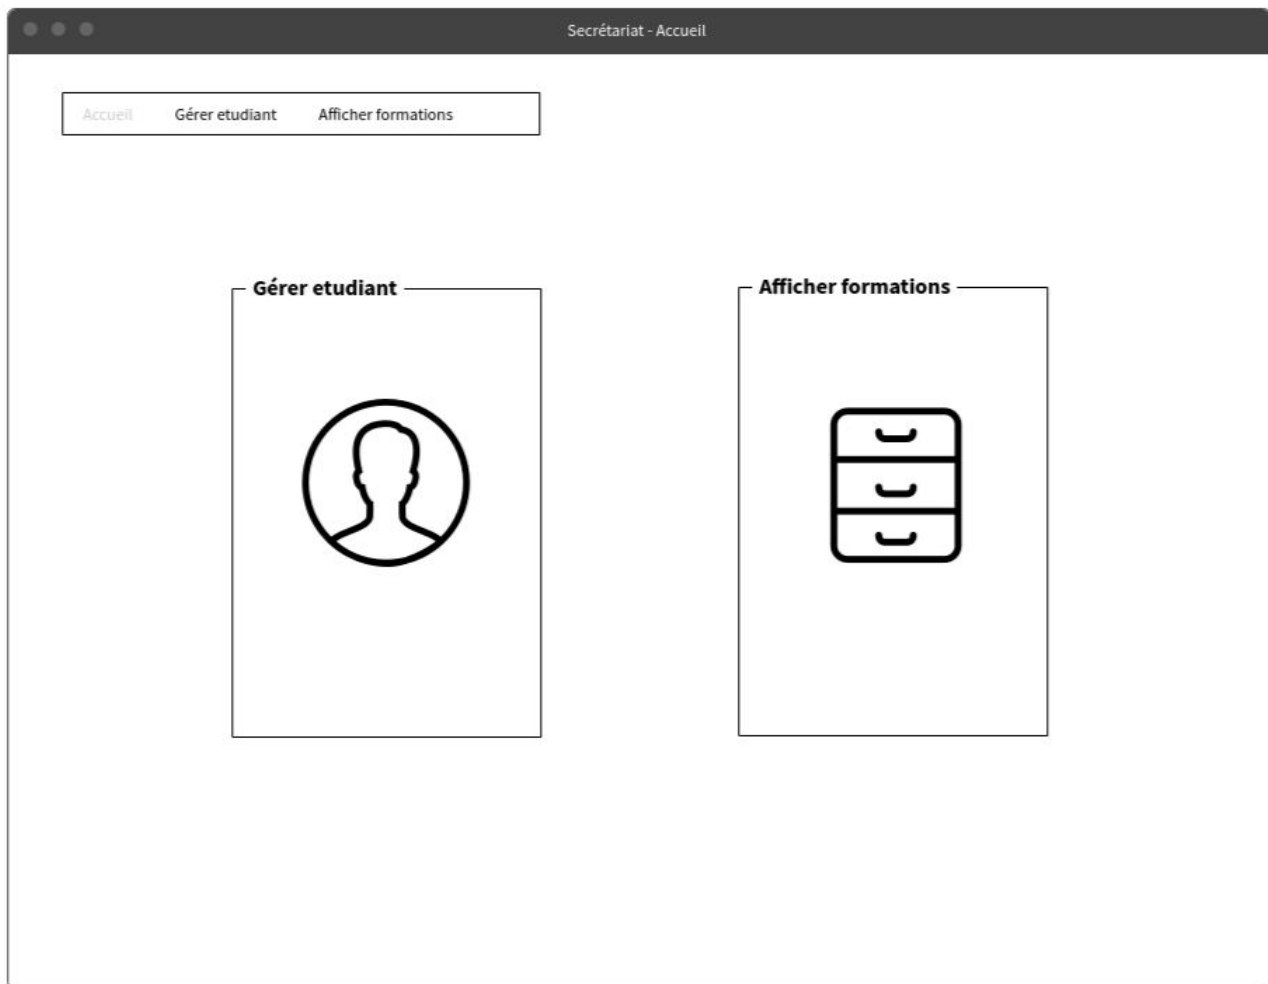 Secrétariat - Accueil
Accueil Gérer etudiant Afficher formations
Gérer etudiant
Afficher formations